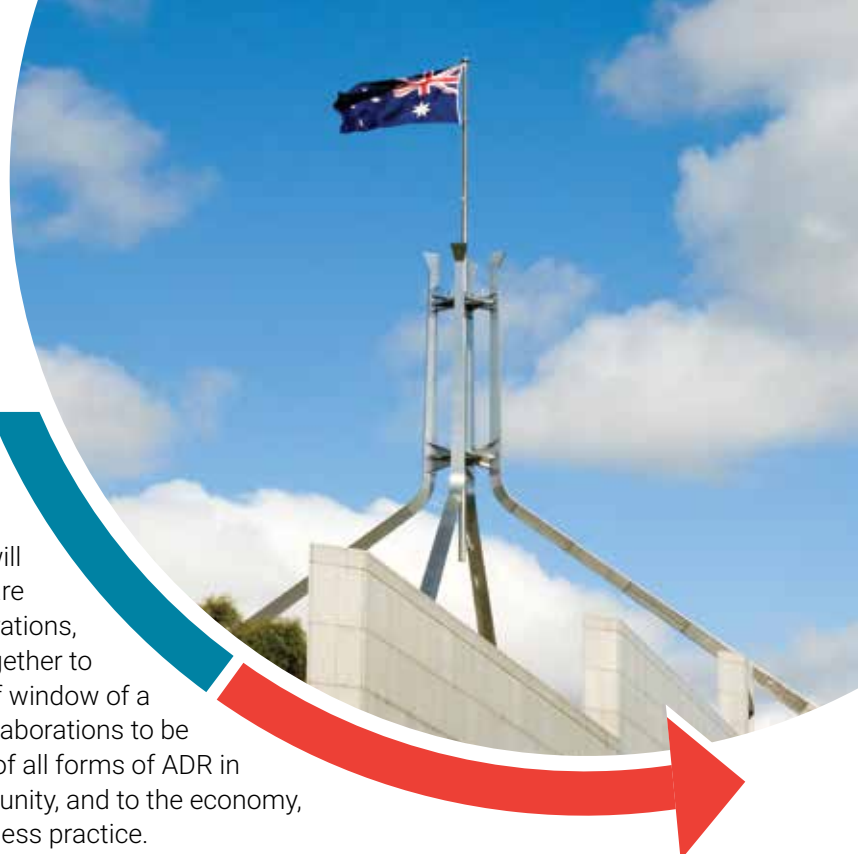 will
re
ations,
gether to
window of a
aborations to be
of all forms of ADR in
unity, and to the economy,
ess practice.